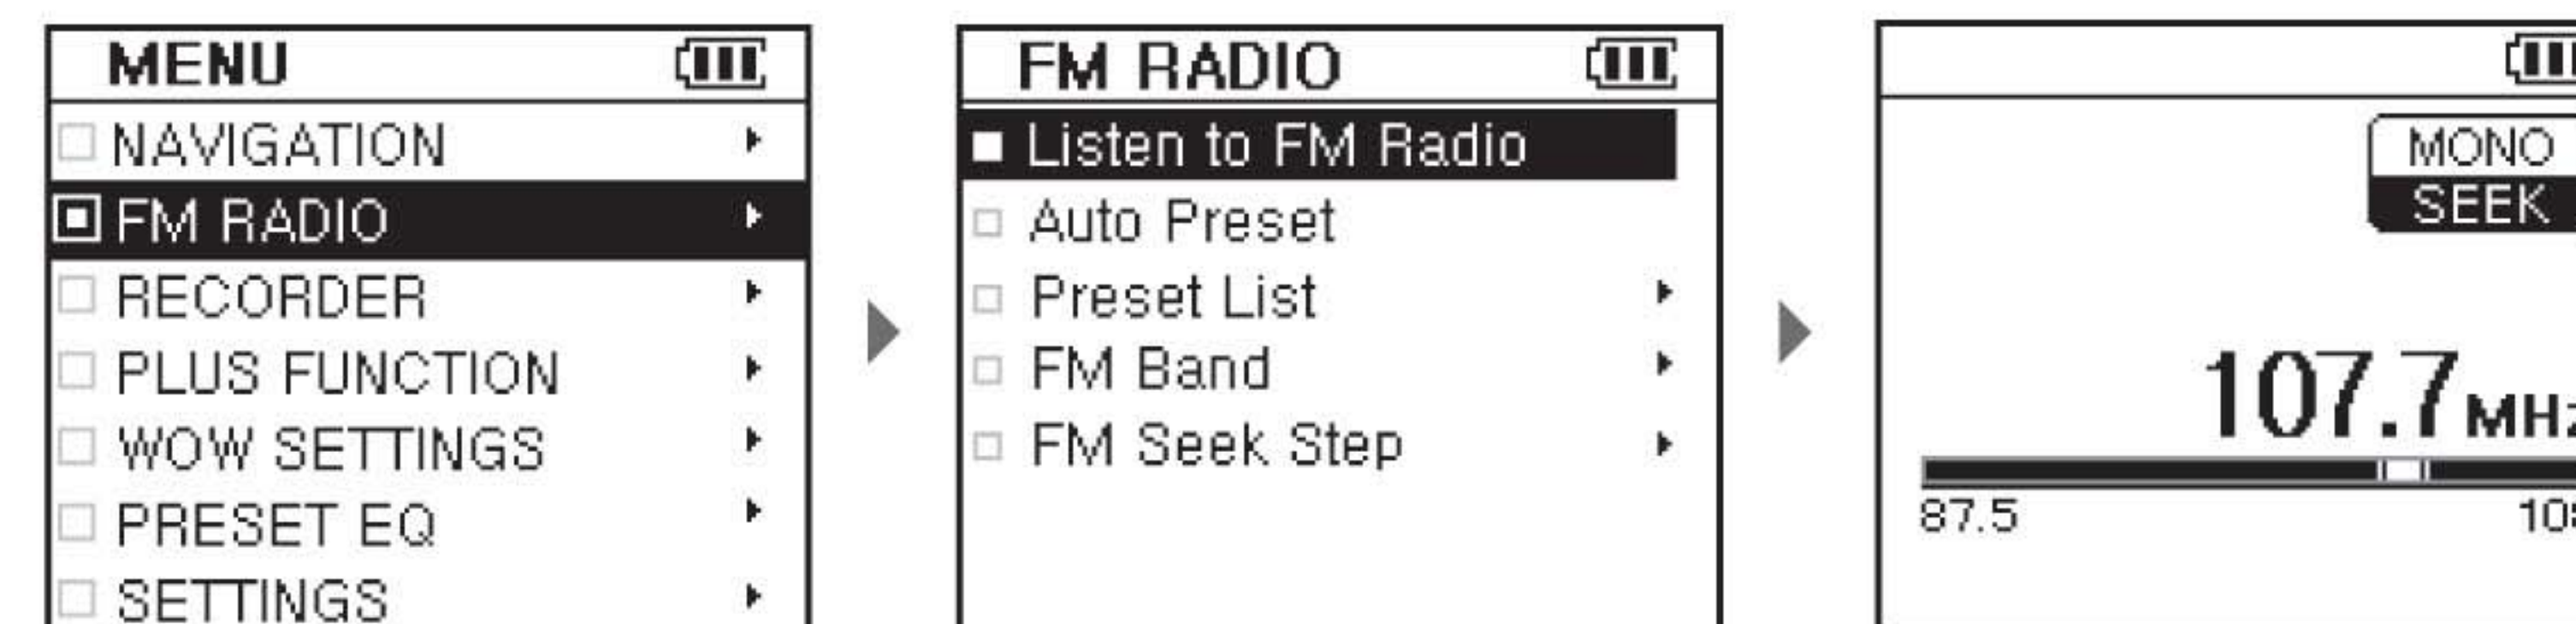 MENU
NAVIGATION
FM RADIO
RECORDER
PLUS FUNCTION
WOW SETTINGS
PRESET EQ
SETTINGS
FM RADIO
Listen to FM Radio
Auto Preset
Preset List
FM Band
FM Seek Step
MONO
SEEK
107.7 MHz
87.5